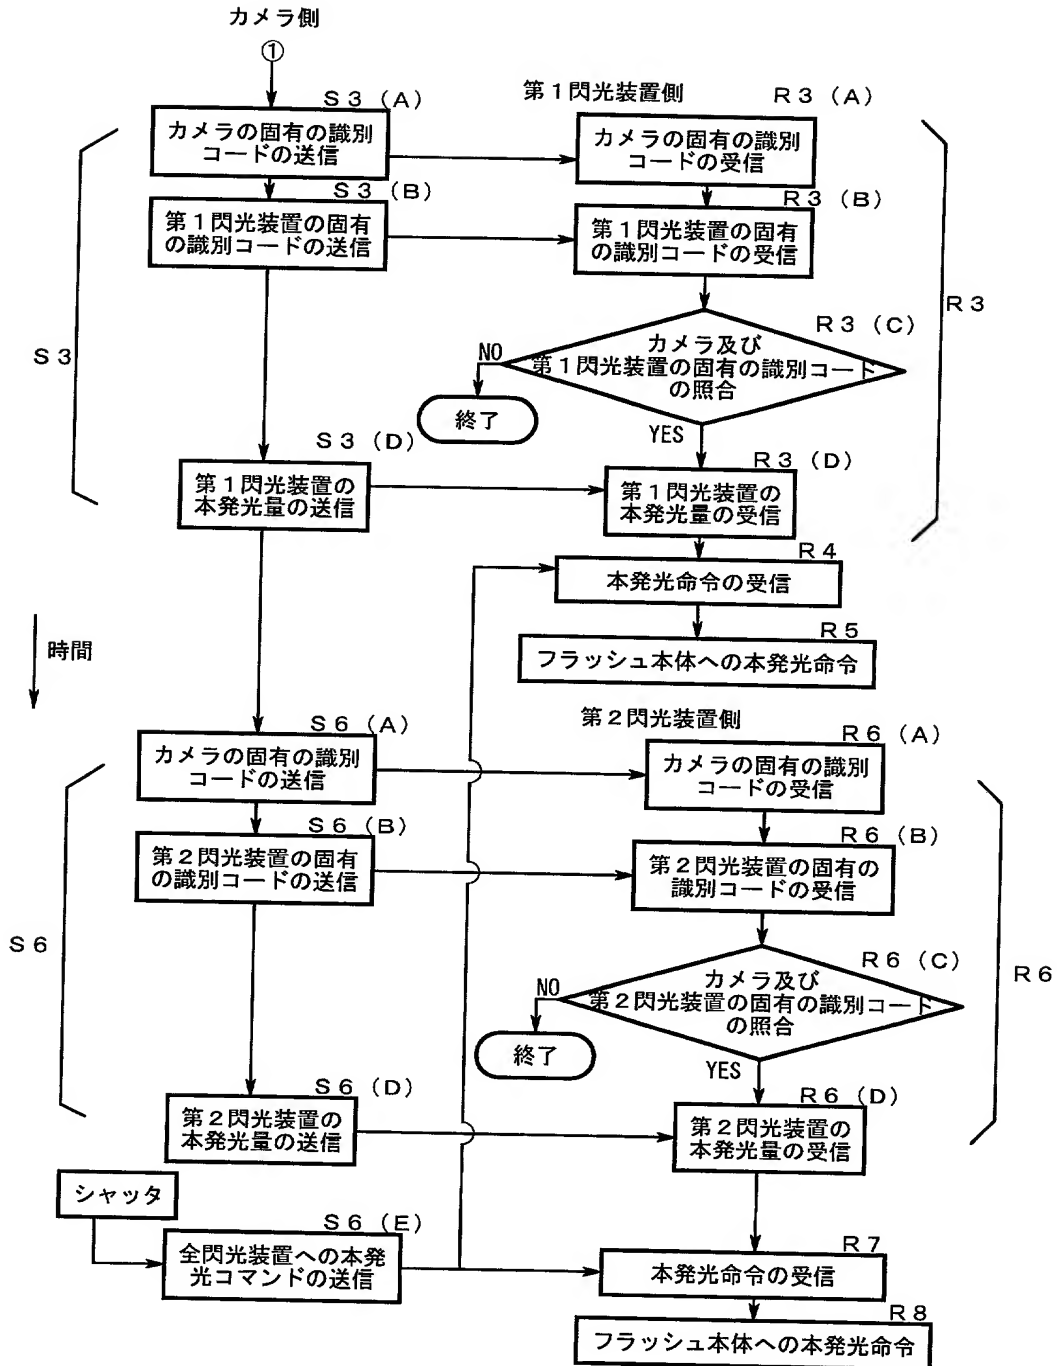 カメラ側
①
S3(A)
カメラの固有の識別
コードの送信
第1閃光装置側
R3(A)
カメラの固有の識別
コードの受信
S3(B)
第1閃光装置の固有
の識別コードの送信
R3(B)
第1閃光装置の固有
の識別コードの受信
S3
R3
R3(C)
カメラ及び
第1閃光装置の固有の識別コード
の照合
NO
終了
YES
S3(D)
第1閃光装置の
本発光量の送信
R3(D)
第1閃光装置の
本発光量の受信
R4
本発光命令の受信
R5
フラッシュ本体への本発光命令
時間
S6(A)
カメラの固有の識別
コードの送信
第2閃光装置側
R6(A)
カメラの固有の識別
コードの受信
S6(B)
第2閃光装置の固有
の識別コードの送信
R6(B)
第2閃光装置の固有の
識別コードの受信
S6
R6
R6(C)
カメラ及び
第2閃光装置の固有の識別コード
の照合
NO
終了
YES
S6(D)
第2閃光装置の
本発光量の送信
R6(D)
第2閃光装置の
本発光量の受信
シャッタ
S6(E)
全閃光装置への本発
光コマンドの送信
R7
本発光命令の受信
R8
フラッシュ本体への本発光命令